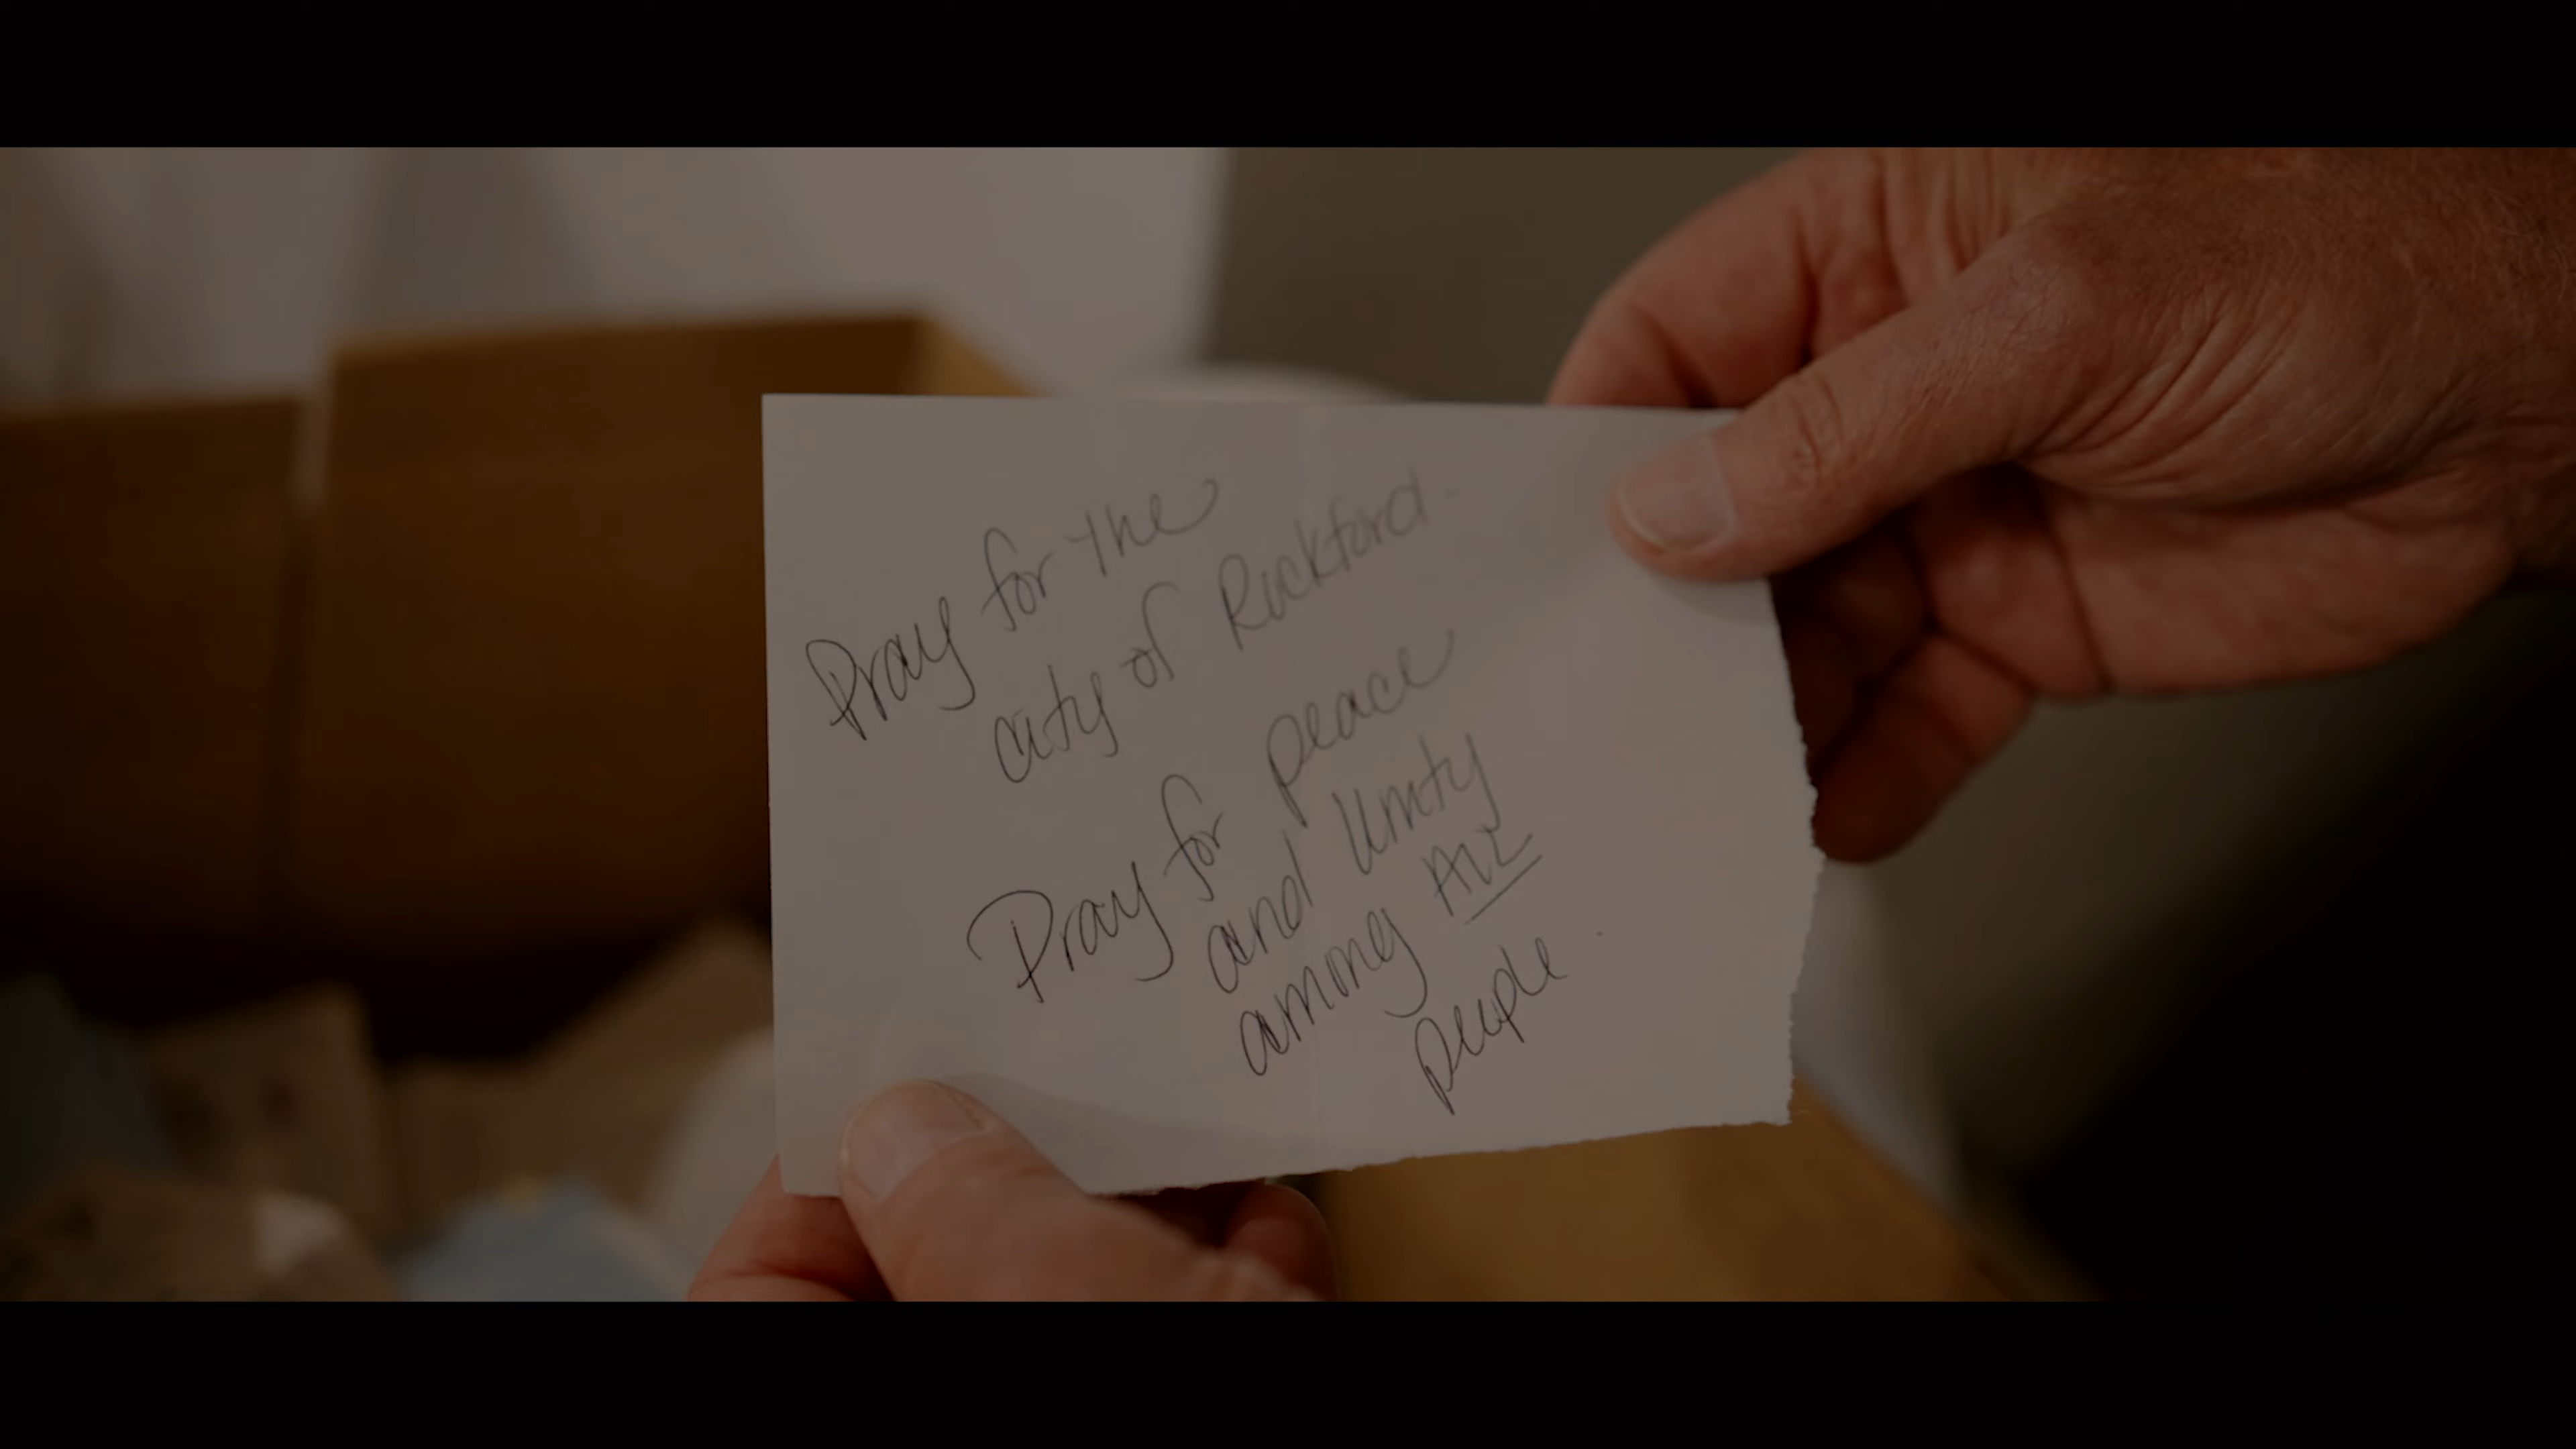 Pray for the
city of Rockford.
Pray for peace
and Unity
among ALL
people.